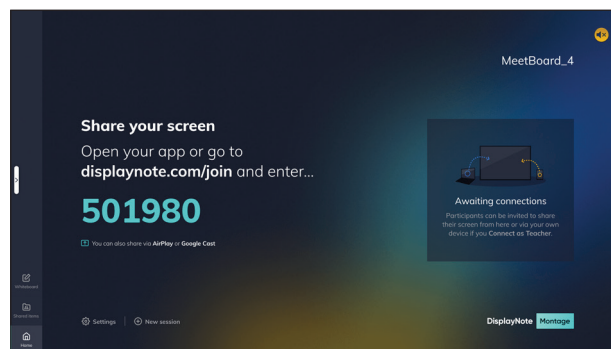 MeetBoard_4
Share your screen
Open your app or go to
displaynote.com/join and enter...
501980
You can also share via AirPlay or Google Cast
Awaiting connections
Participants can be invited to share
their screen from here or via your own
device if you Connect as Teacher.
Whiteboard
Shared items
Home
Settings
New session
DisplayNote Montage